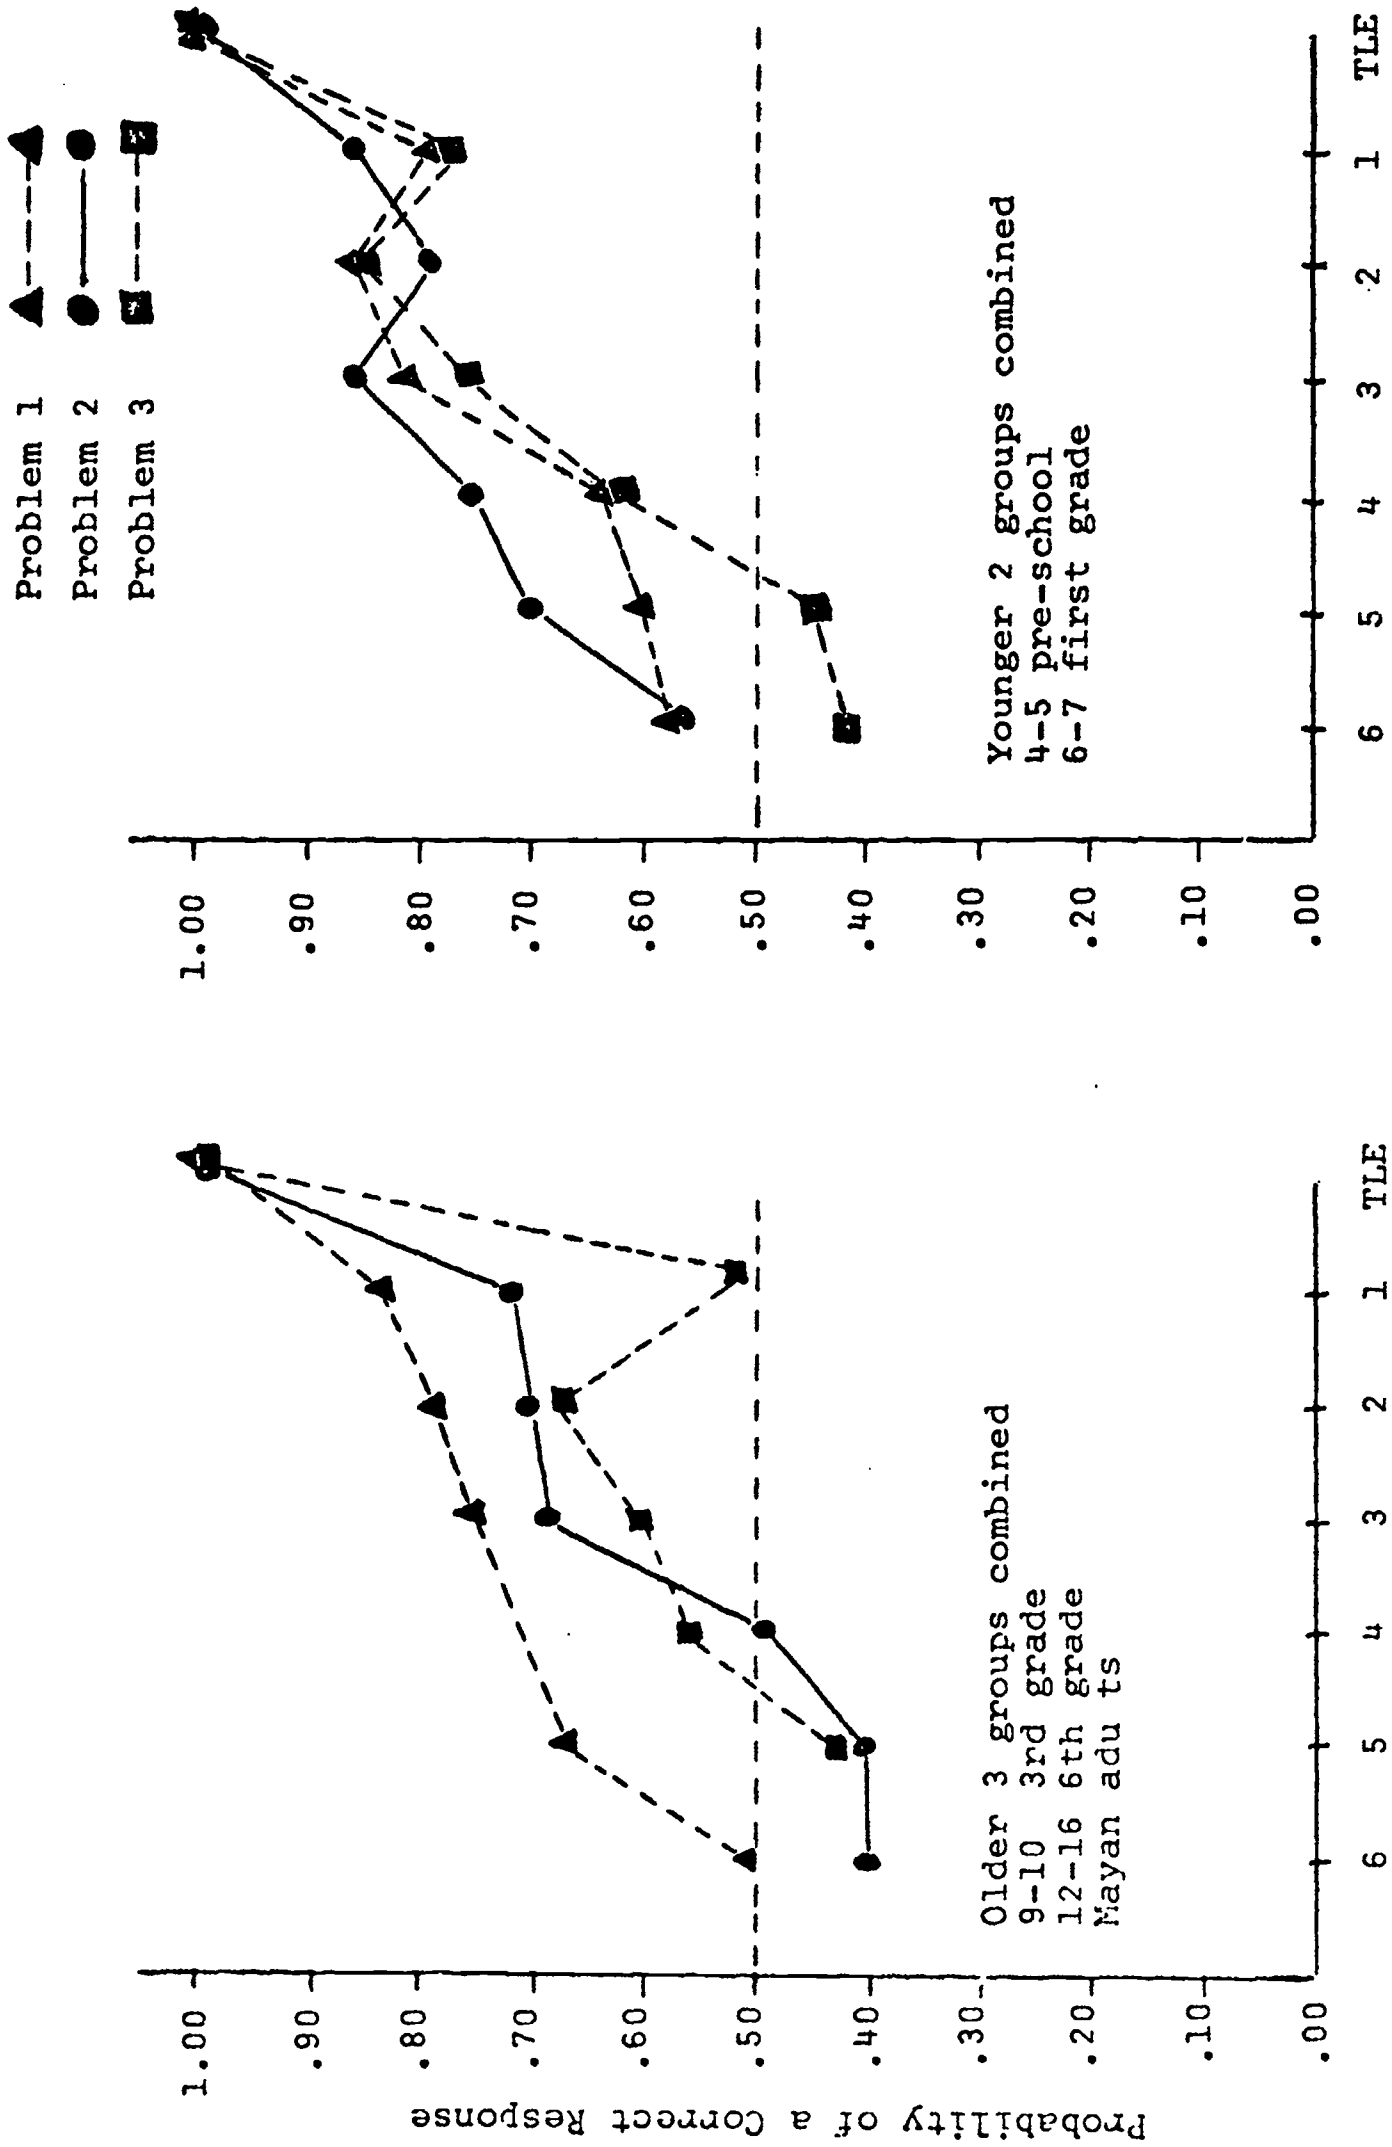 Problem 1
Problem 2
Problem 3
Probability of a Correct Response
1.00
.90
.80
.70
.60
.50
.40
.30
.20
.10
.00
Older 3 groups combined
9-10 3rd grade
12-16 6th grade
Mayan adu ts
6 5 4 3 2 1 TLE
1.00
.90
.80
.70
.60
.50
.40
.30
.20
.10
.00
Younger 2 groups combined
4-5 pre-school
6-7 first grade
6 5 4 3 2 1 TLE